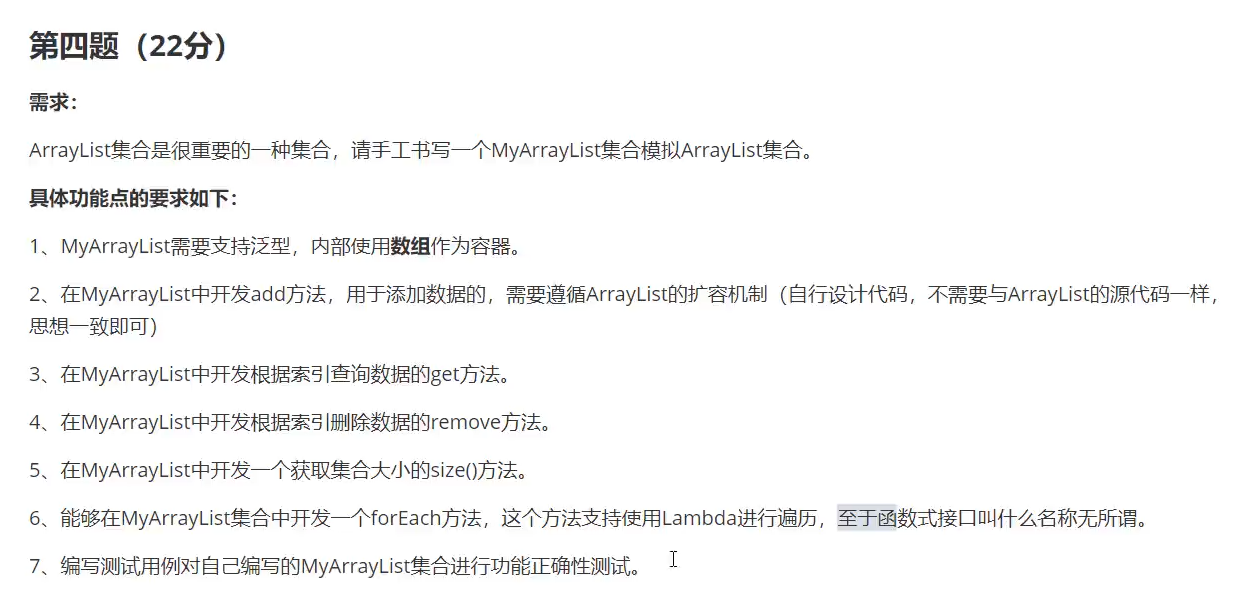 第四题（22分）
需求：
ArrayList集合是很重要的一种集合，请手工书写一个MyArrayList集合模拟ArrayList集合。
具体功能点的要求如下：
1、MyArrayList需要支持泛型，内部使用数组作为容器。
2、在MyArrayList中开发add方法，用于添加数据的，需要遵循ArrayList的扩容机制（自行设计代码，不需要与ArrayList的源代码一样，
思想一致即可）
3、在MyArrayList中开发根据索引查询数据的get方法。
4、在MyArrayList中开发根据索引删除数据的remove方法。
5、在MyArrayList中开发一个获取集合大小的size()方法。
6、能够在MyArrayList集合中开发一个forEach方法，这个方法支持使用Lambda进行遍历，至于函数式接口叫什么名称无所谓。
7、编写测试用例对自己编写的MyArrayList集合进行功能正确性测试。